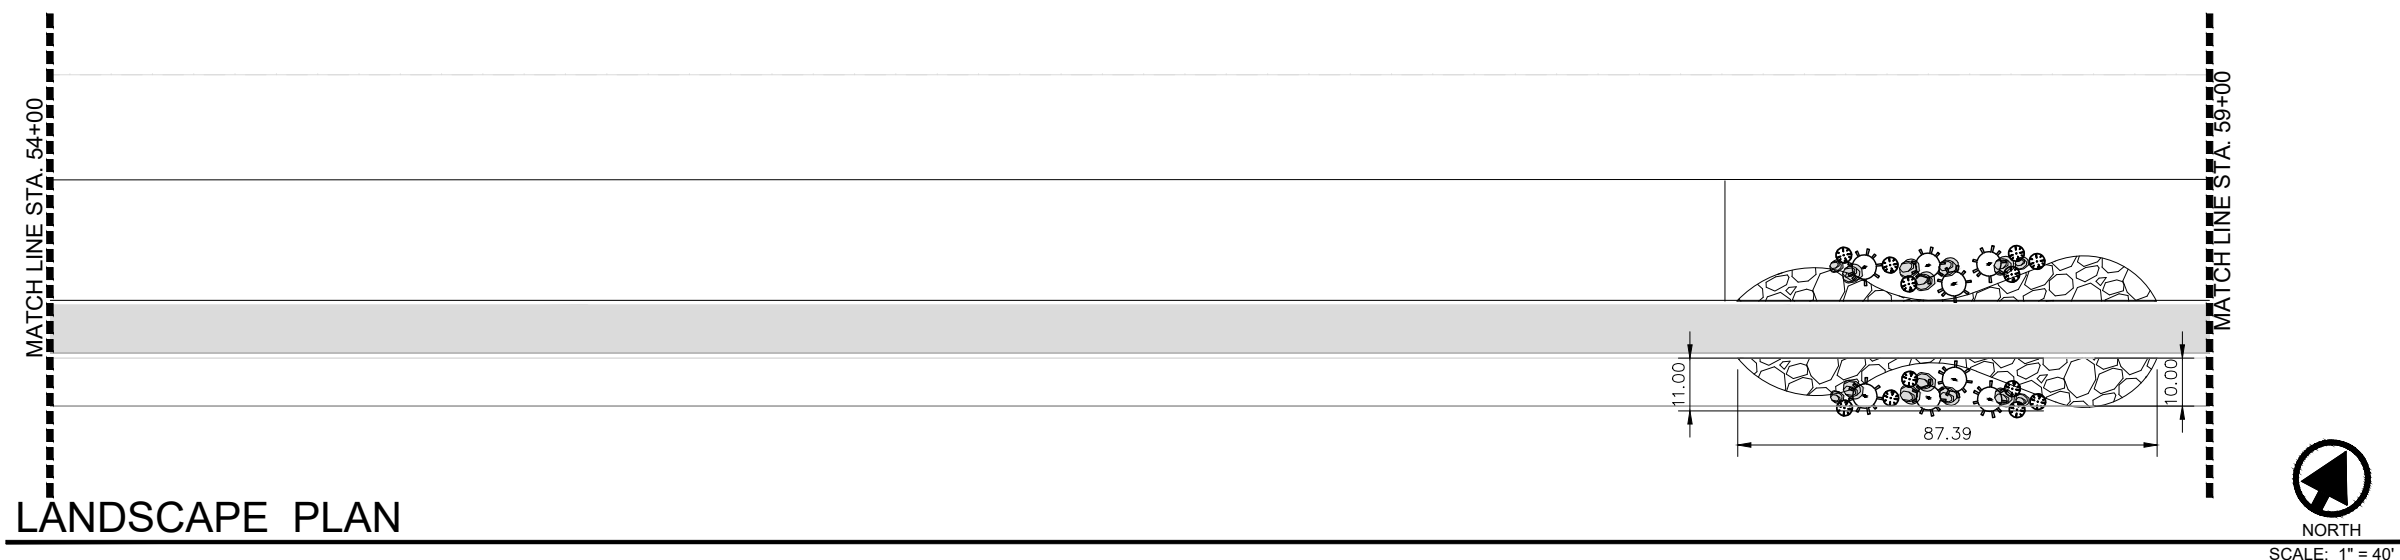 MATCH LINE STA. 54+00
MATCH LINE STA. 59+00
11.00
10.00
87.39
LANDSCAPE PLAN
NORTH
SCALE: 1" = 40'